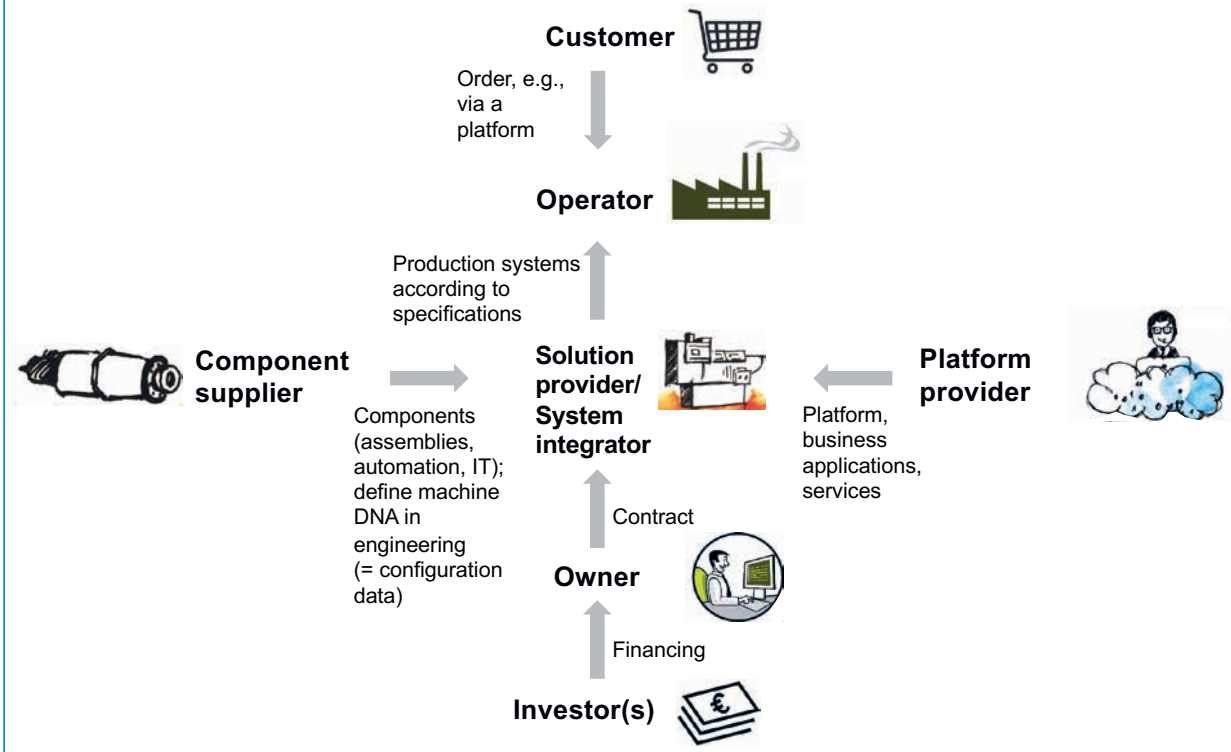 Customer
Order, e.g.,
via a
platform
Operator
Production systems
according to
specifications
Component
supplier
Solution
provider/
System
integrator
Platform
provider
Components
(assemblies,
automation, IT);
define machine
DNA in
engineering
(= configuration
data)
Platform,
business
applications,
services
Contract
Owner
Financing
Investor(s)
€